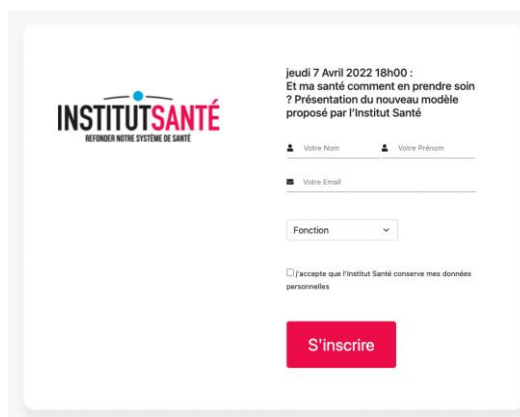 INSTITUTSANTÉ
REFONDER NOTRE SYSTÈME DE SANTÉ
jeudi 7 Avril 2022 18h00 :
Et ma santé comment en prendre soin
? Présentation du nouveau modèle
proposé par l'Institut Santé
Votre Nom Votre Prénom
Votre Email
Fonction
j'accepte que l'Institut Santé conserve mes données
personnelles
S'inscrire